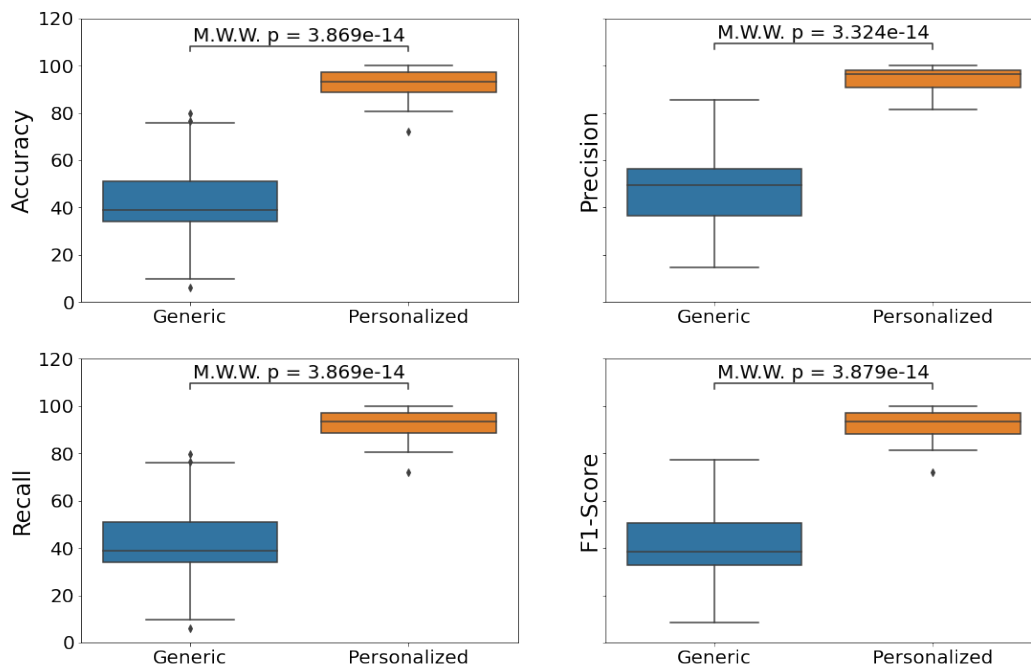 120
100
80
60
40
20
0
Accuracy
M.W.W. p = 3.869e-14
Generic
Personalized
Precision
M.W.W. p = 3.324e-14
Generic
Personalized
120
100
80
60
40
20
0
Recall
M.W.W. p = 3.869e-14
Generic
Personalized
F1-Score
M.W.W. p = 3.879e-14
Generic
Personalized